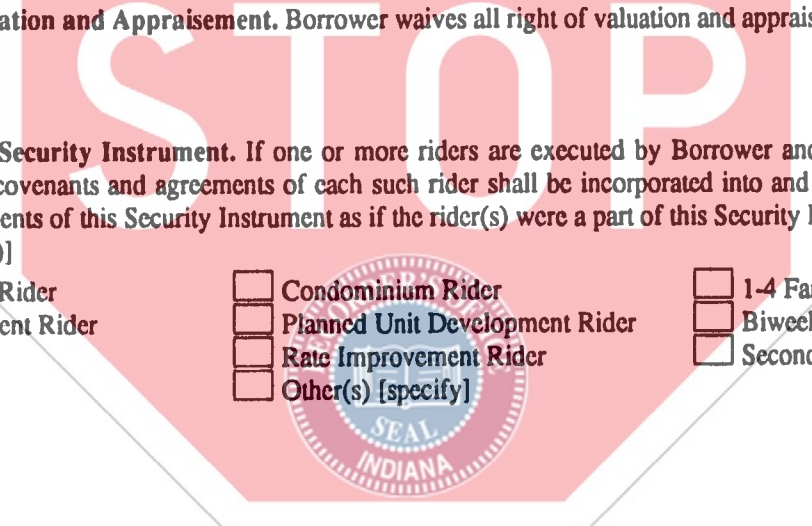 ation and Appraisement. Borrower waives all right of valuation and apprais
STOP
Security Instrument. If one or more riders are executed by Borrower and
covenants and agreements of each such rider shall be incorporated into and
ents of this Security Instrument as if the rider(s) were a part of this Security I
)]
Rider Condominium Rider 1-4 Fa
ent Rider Planned Unit Development Rider Biweek
Rate Improvement Rider Second
Other(s) [specify]
RECORDER'S OFFICE
SEAL
INDIANA